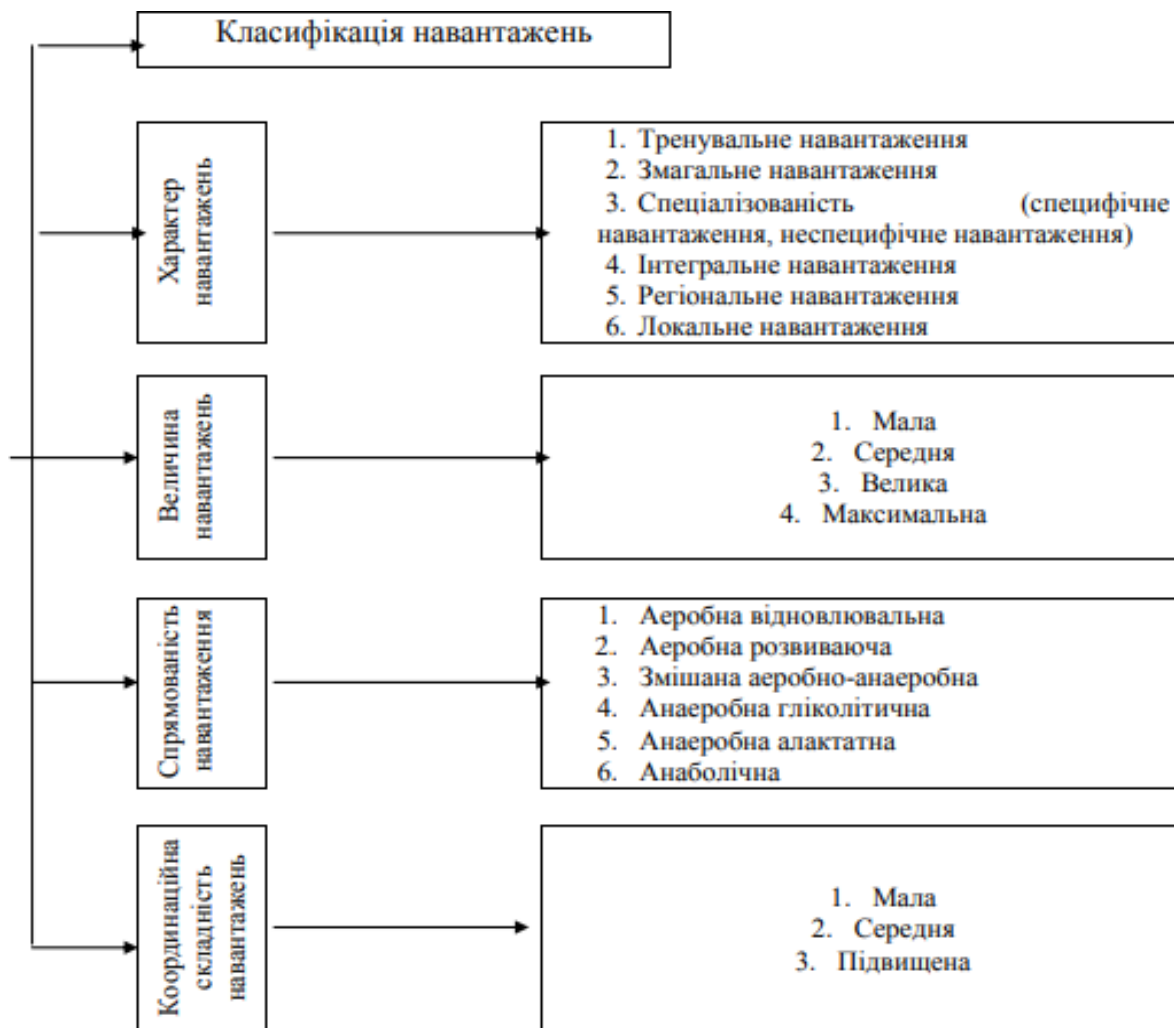 Класифікація навантажень
Характер
навантажень
1. Тренувальне навантаження
2. Змагальне навантаження
3. Спеціалізованість (специфічне
навантаження, неспецифічне навантаження)
4. Інтегральне навантаження
5. Регіональне навантаження
6. Локальне навантаження
Величина
навантажень
1. Мала
2. Середня
3. Велика
4. Максимальна
Спрямованість
навантаження
1. Аеробна відновлювальна
2. Аеробна розвиваюча
3. Змішана аеробно-анаеробна
4. Анаеробна гліколітична
5. Анаеробна алактатна
6. Анаболічна
Координаційна
складність
навантажень
1. Мала
2. Середня
3. Підвищена